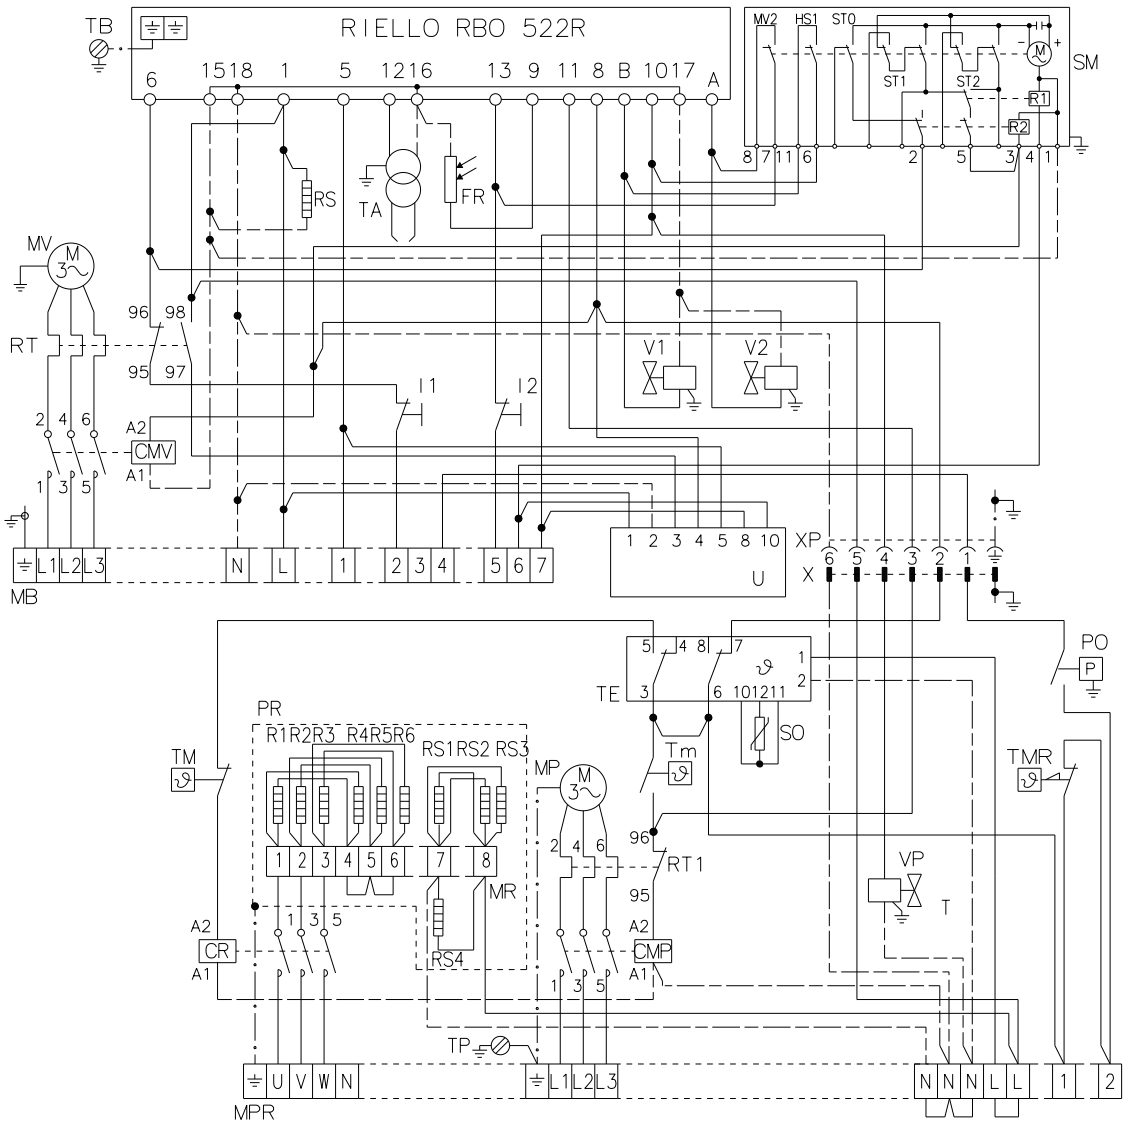 TB
RIELLO RBO 522R
6 15 18 1 5 12 16 13 9 11 8 B 10 17 A
MV2 HS1 ST0
- M +
SM
ST1 ST2
R1
R2
8 7 11 6 2 5 3 4 1
RS
TA
FR
MV
M
3~
96 98
RT
95 97
V1 V2
I1 I2
2 4 6
A2
CMV
A1
1 3 5
L1 L2 L3 N L 1 2 3 4 5 6 7
MB
1 2 3 4 5 8 10
U
XP
6 5 4 3 2 1
X
5 4 8 7
ϑ 1
2
TE 3 6 10 12 11
SO
PO
P
PR
R1 R2 R3 R4 R5 R6
RS1 RS2 RS3
TM
ϑ
MP
M
3~
Tm
ϑ
TMR
ϑ
1 2 3 4 5 6 7 8
MR
2 4 6
96
RT1
95
VP
T
1 3 5
A2
CR
A1
RS4
A2
CMP
A1
1 3 5
TP
U V W N L1 L2 L3 N N N L L 1 2
MPR